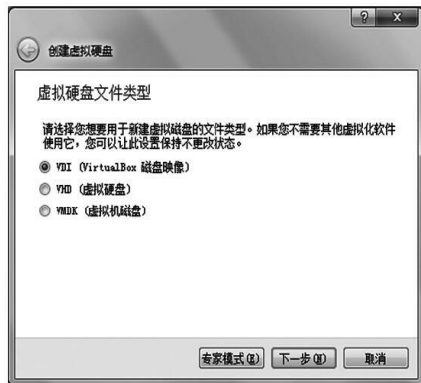 创建虚拟硬盘
虚拟硬盘文件类型
请选择您想要用于新建虚拟磁盘的文件类型。如果您不需要其他虚拟化软件
使用它，您可以让此设置保持不更改状态。
VDI (VirtualBox 磁盘映像)
VHD (虚拟硬盘)
VMDK (虚拟机磁盘)
专家模式(E) 下一步(N) 取消